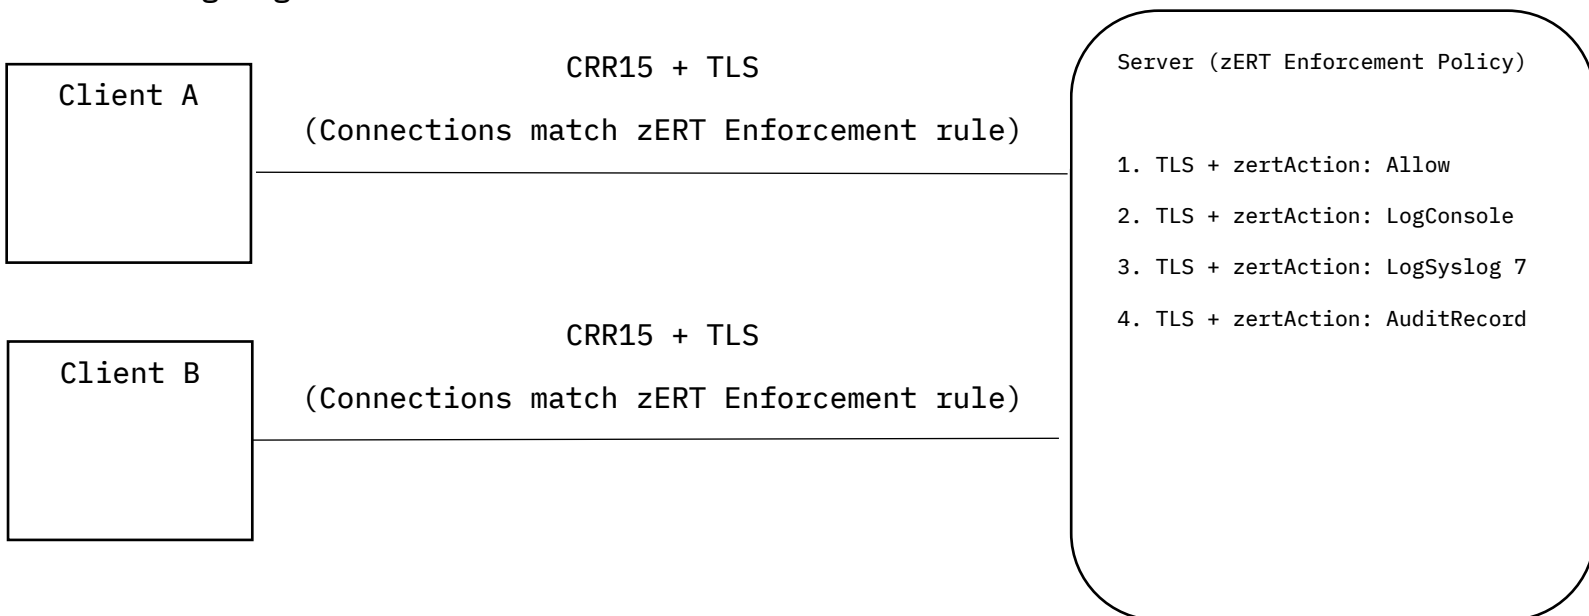 Client A
CRR15 + TLS
(Connections match zERT Enforcement rule)
Client B
CRR15 + TLS
(Connections match zERT Enforcement rule)
Server (zERT Enforcement Policy)
1. TLS + zertAction: Allow
2. TLS + zertAction: LogConsole
3. TLS + zertAction: LogSyslog 7
4. TLS + zertAction: AuditRecord